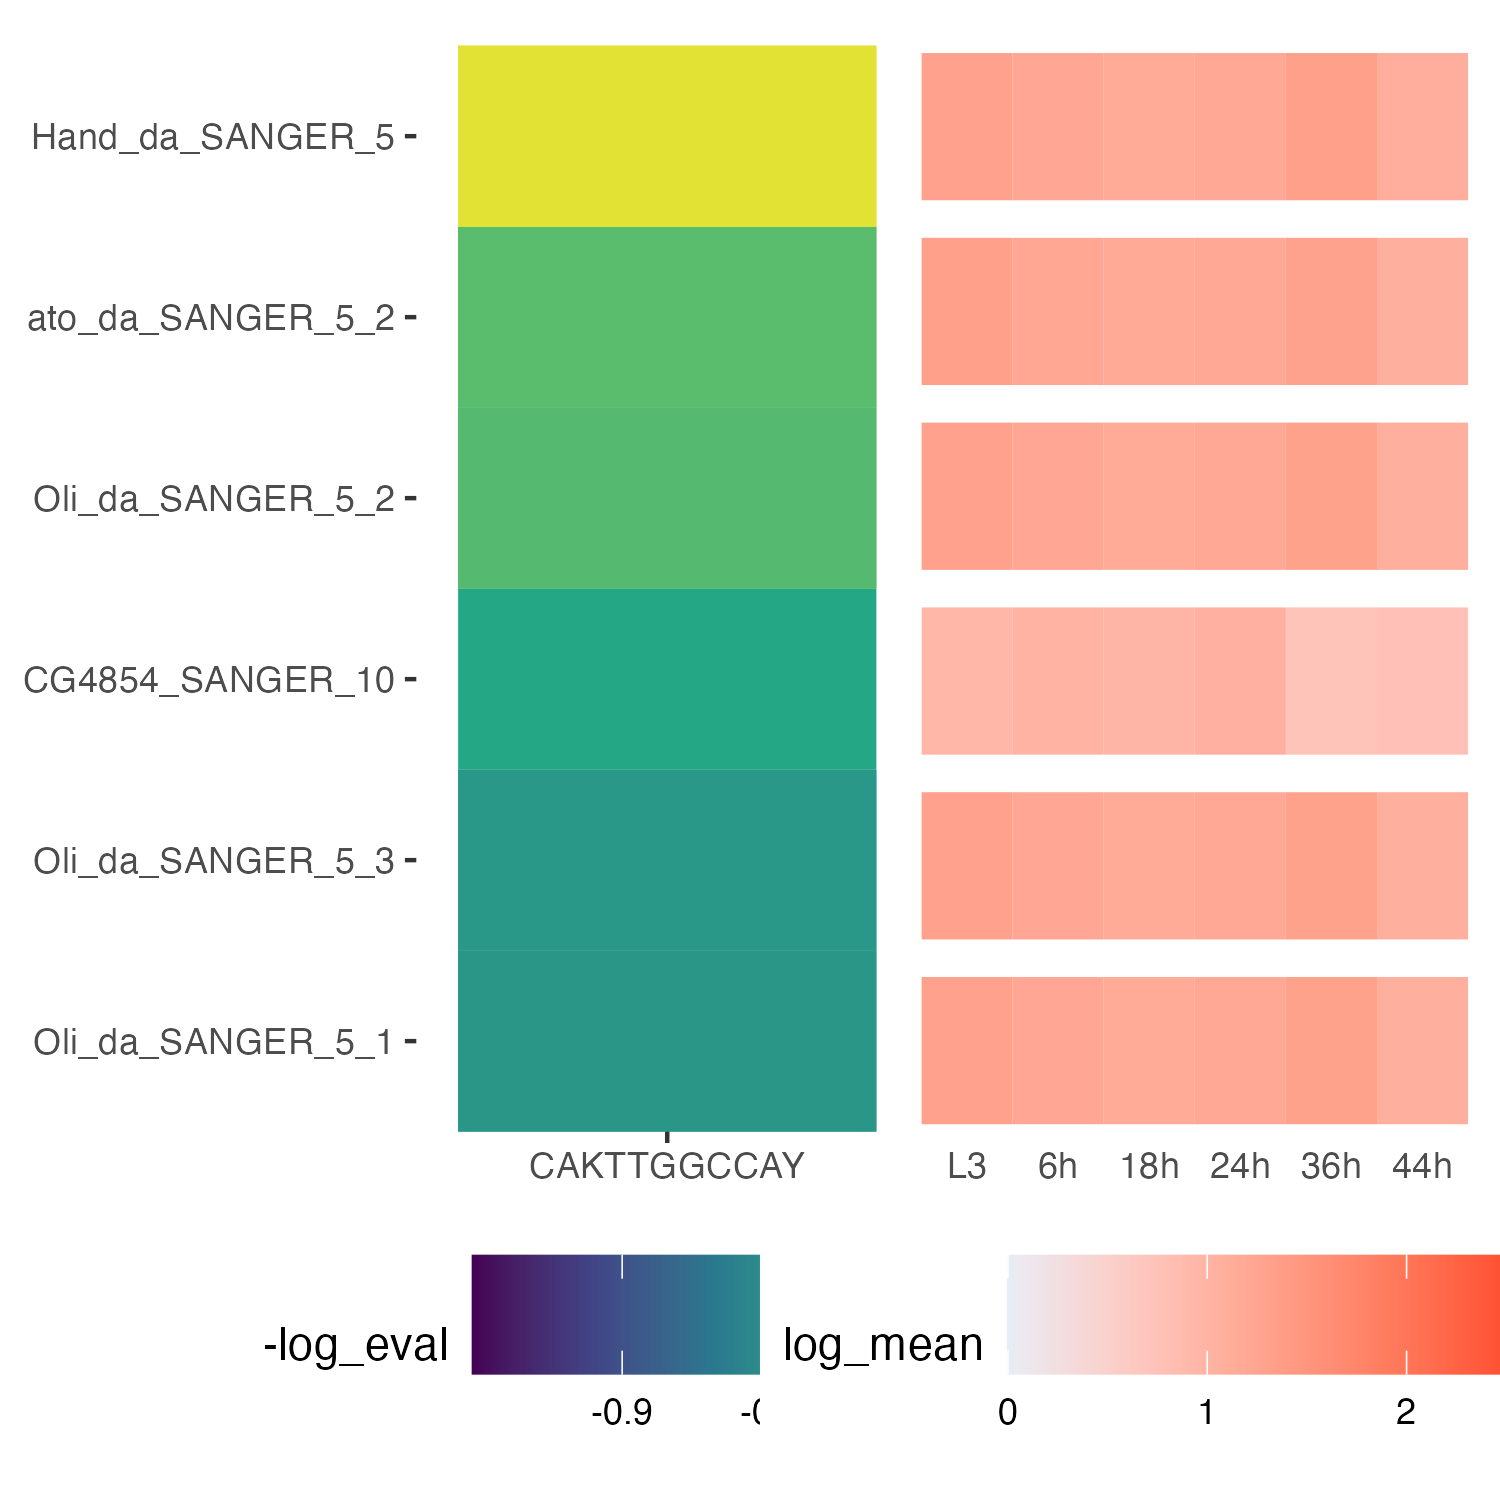 Hand_da_SANGER_5
ato_da_SANGER_5_2
Oli_da_SANGER_5_2
CG4854_SANGER_10
Oli_da_SANGER_5_3
Oli_da_SANGER_5_1
CAKTTGGCCAY
L3 6h 18h 24h 36h 44h
-log_eval
-0.9
log_mean
0 1 2